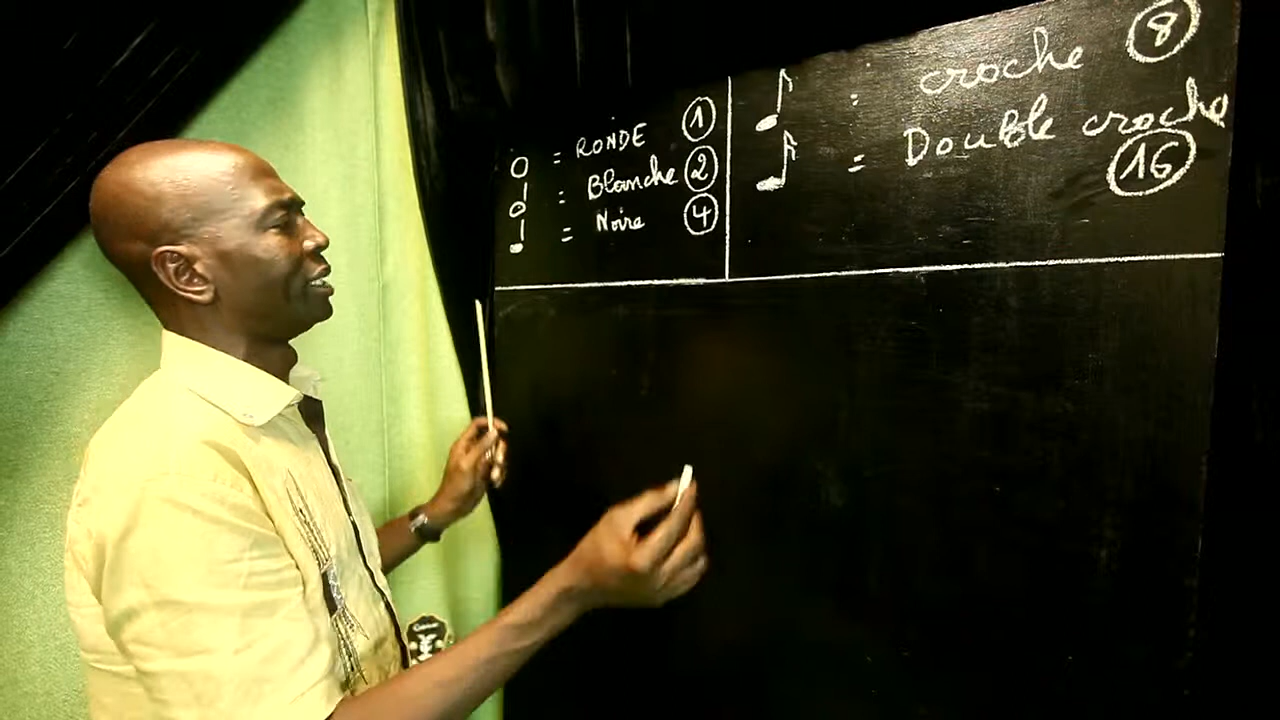 = RONDE 1
= Blanche 2
= Noire 4
: croche 8
= Double croche
16